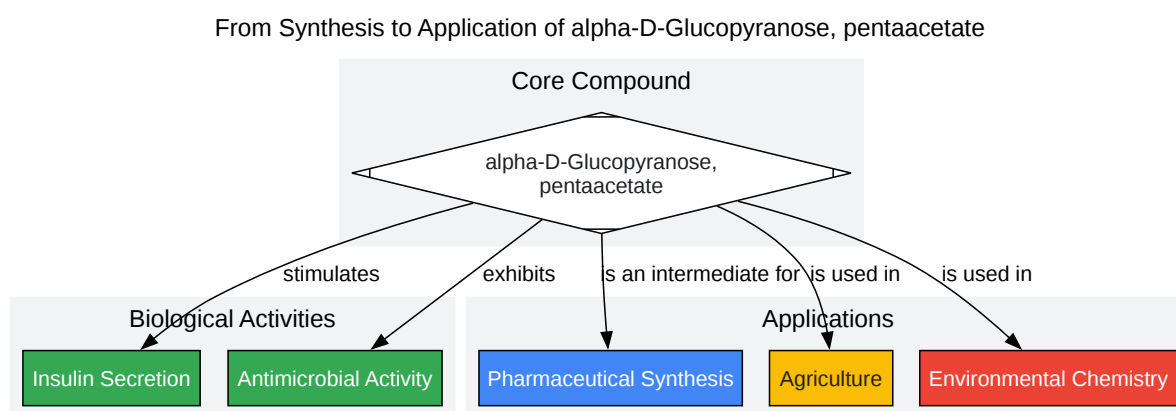 From Synthesis to Application of alpha-D-Glucopyranose, pentaacetate
Core Compound
alpha-D-Glucopyranose,
pentaacetate
stimulates
exhibits
is an intermediate for
is used in
is used in
Biological Activities
Applications
Insulin Secretion
Antimicrobial Activity
Pharmaceutical Synthesis
Agriculture
Environmental Chemistry